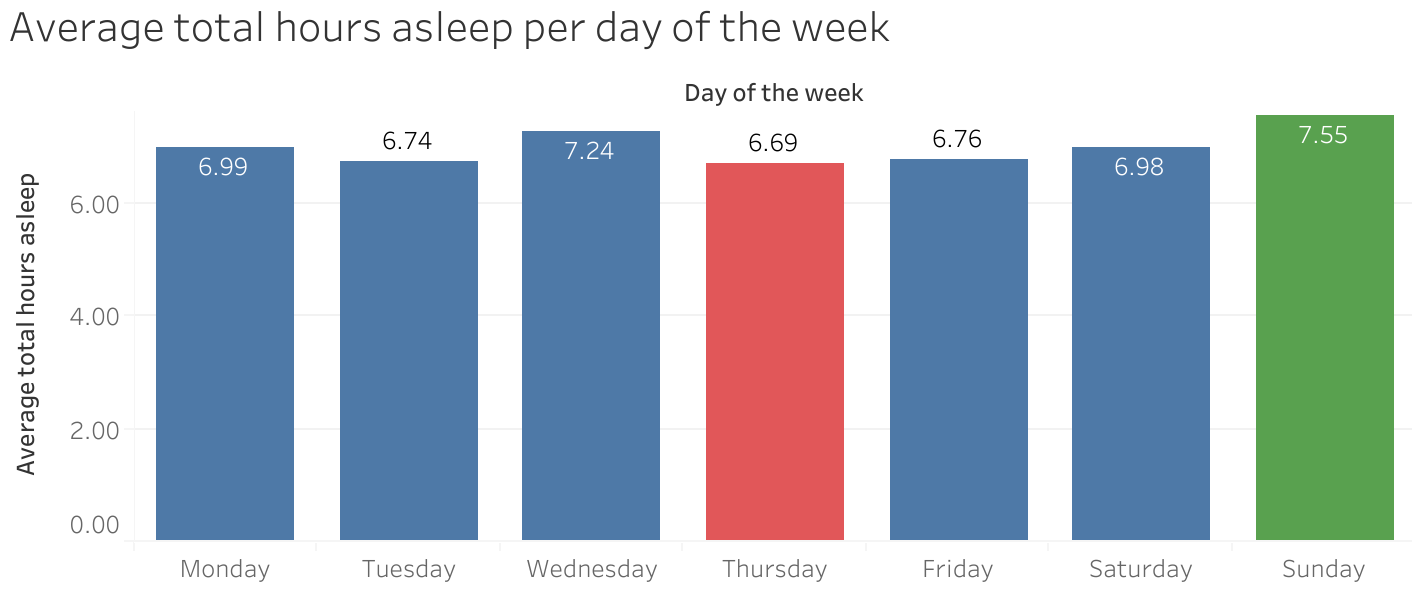 Average total hours asleep per day of the week
Day of the week
Average total hours asleep
6.00
4.00
2.00
0.00
6.99
6.74
7.24
6.69
6.76
6.98
7.55
Monday
Tuesday
Wednesday
Thursday
Friday
Saturday
Sunday